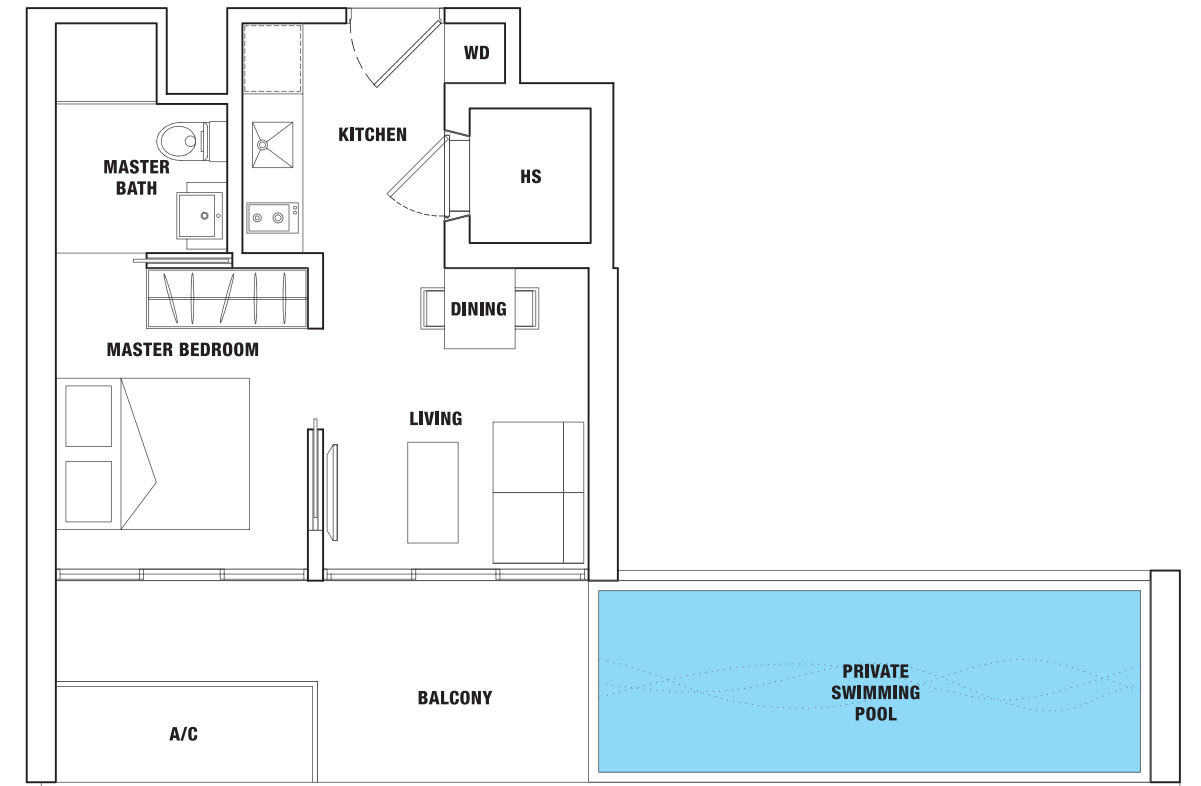 WD
KITCHEN
MASTER
BATH
HS
DINING
MASTER BEDROOM
LIVING
PRIVATE
SWIMMING
POOL
BALCONY
A/C